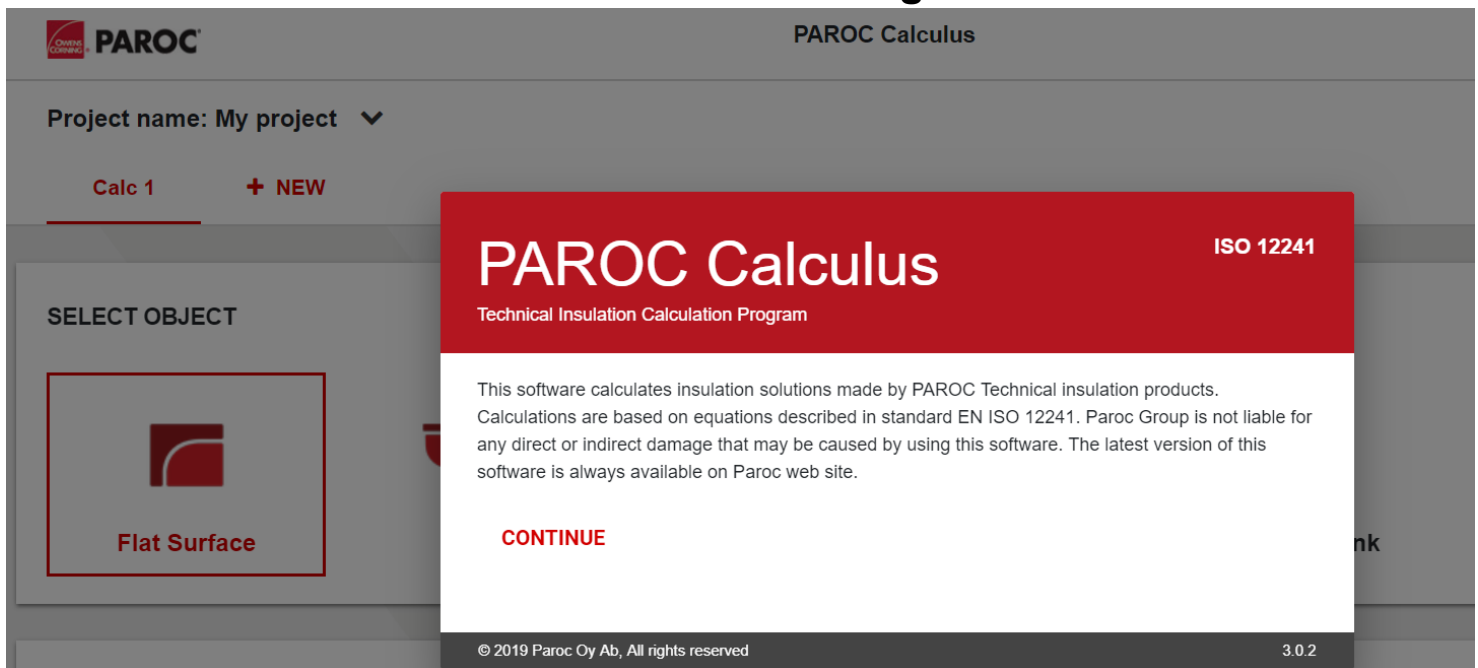 OWENS CORNING PAROC
PAROC Calculus
Project name: My project
Calc 1
+ NEW
SELECT OBJECT
Flat Surface
PAROC Calculus
ISO 12241
Technical Insulation Calculation Program
This software calculates insulation solutions made by PAROC Technical insulation products.
Calculations are based on equations described in standard EN ISO 12241. Paroc Group is not liable for
any direct or indirect damage that may be caused by using this software. The latest version of this
software is always available on Paroc web site.
CONTINUE
nk
© 2019 Paroc Oy Ab, All rights reserved
3.0.2